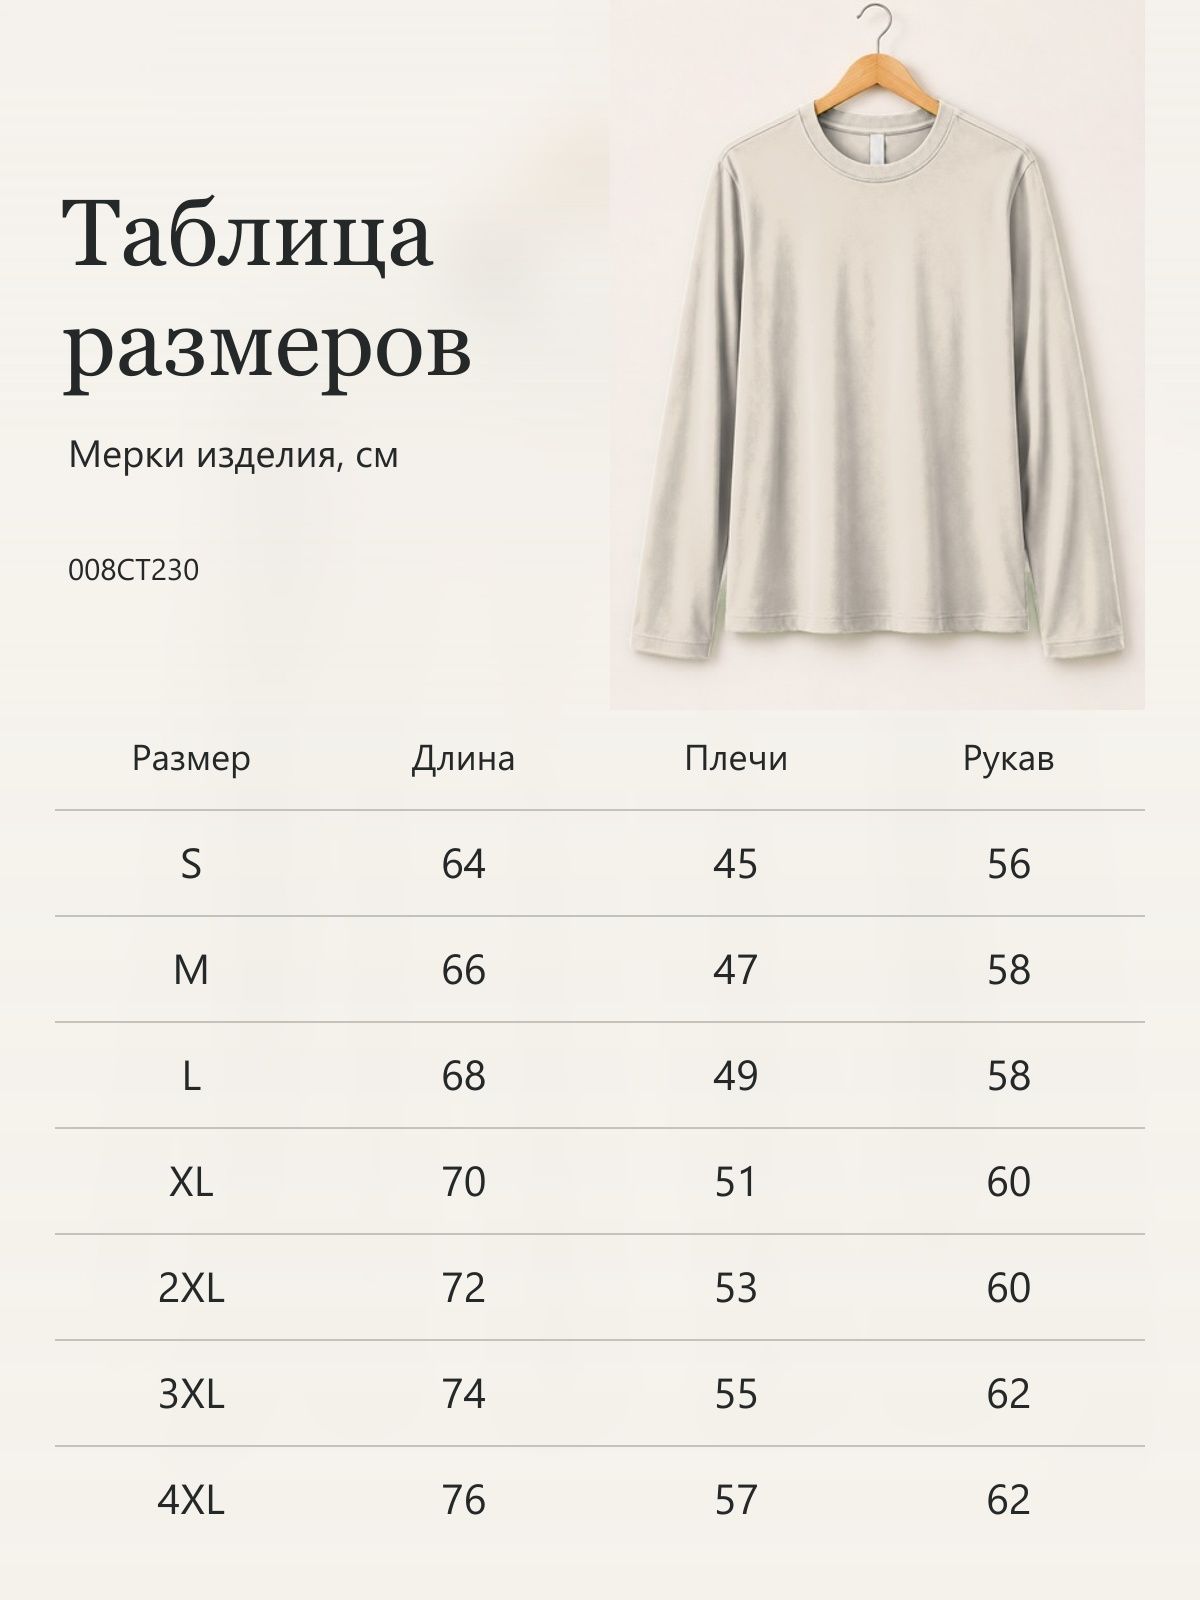 Таблица
размеров
Мерки изделия, см
008CT230
Размер Длина Плечи Рукав
S 64 45 56
M 66 47 58
L 68 49 58
XL 70 51 60
2XL 72 53 60
3XL 74 55 62
4XL 76 57 62